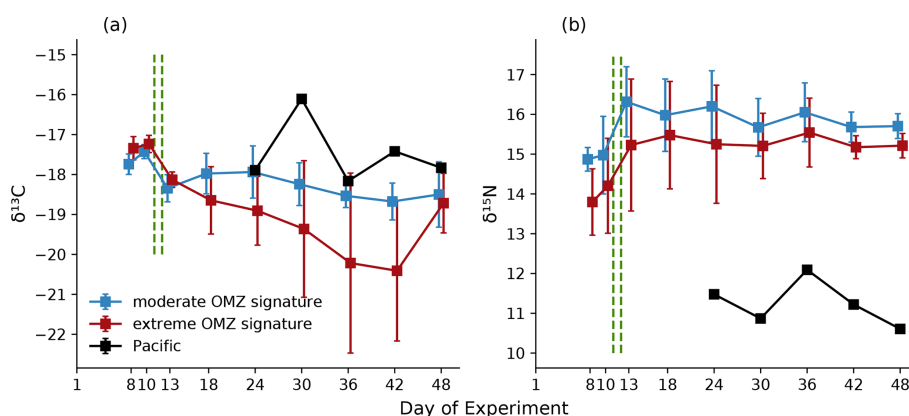 (a)
(b)
−15
−16
−17
−18
−19
−20
−21
−22
δ¹³C
moderate OMZ signature
extreme OMZ signature
Pacific
1 8 10 13 18 24 30 36 42 48
17
16
15
14
13
12
11
10
δ¹⁵N
1 8 10 13 18 24 30 36 42 48
Day of Experiment